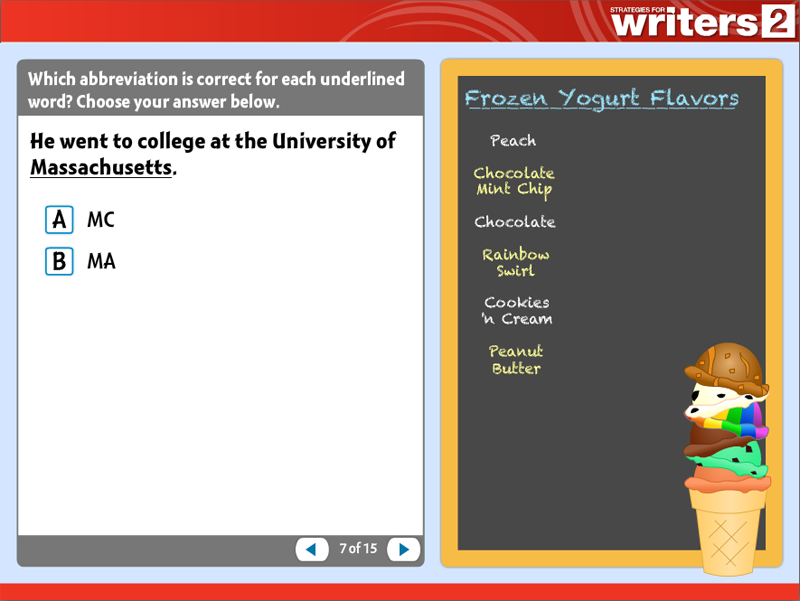 STRATEGIES FOR
writers 2
Which abbreviation is correct for each underlined
word? Choose your answer below.
He went to college at the University of
Massachusetts.
A MC
B MA
7 of 15
Frozen Yogurt Flavors
Peach
Chocolate
Mint Chip
Chocolate
Rainbow
Swirl
Cookies
'n Cream
Peanut
Butter